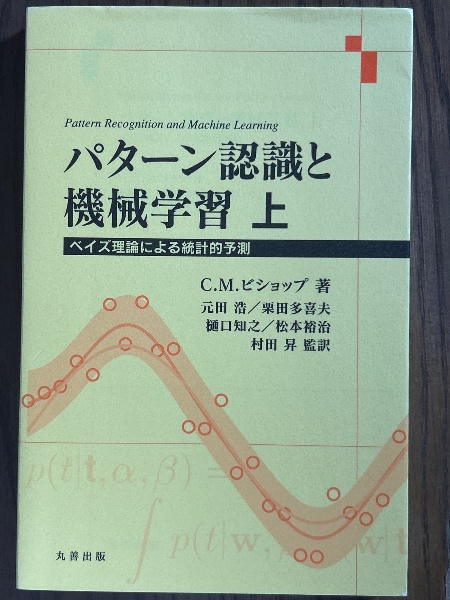 Pattern Recognition and Machine Learning
パターン認識と
機械学習 上
ベイズ理論による統計的予測
C.M.ビショップ 著
元田 浩／栗田多喜夫
樋口知之／松本裕治
村田 昇 監訳
p(t|t,α,β) =
∫ p(t|w,
w|t
丸善出版